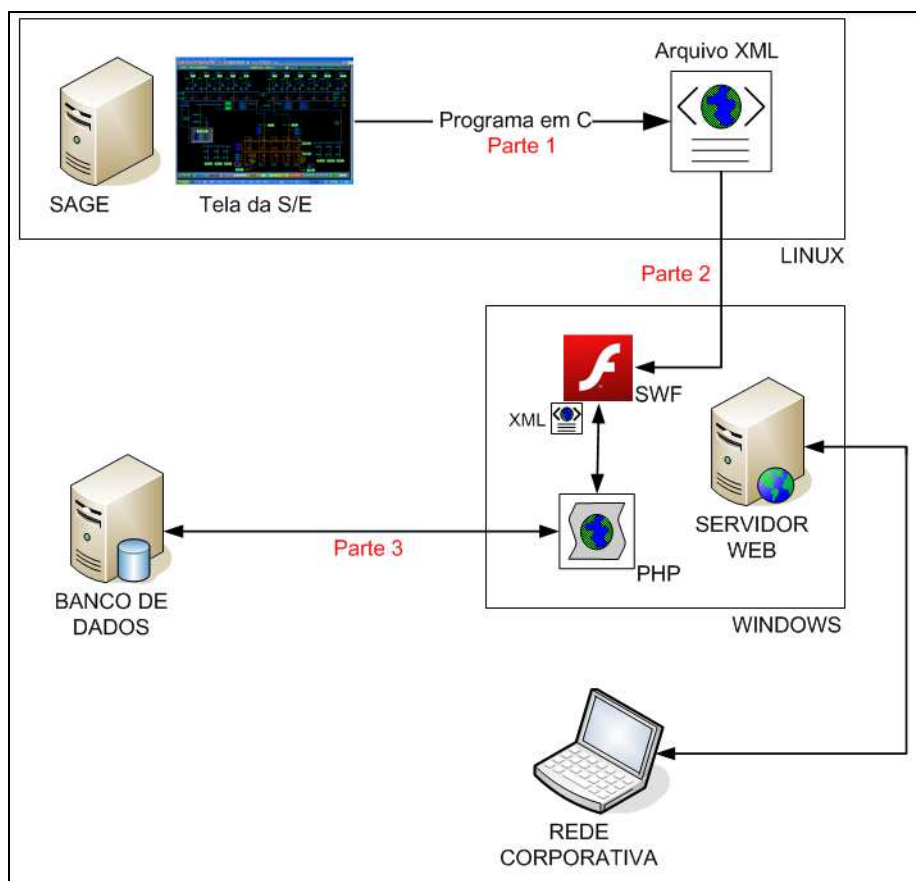 Arquivo XML
Programa em C
Parte 1
SAGE
Tela da S/E
LINUX
Parte 2
SWF
XML
PHP
SERVIDOR
WEB
WINDOWS
Parte 3
BANCO DE
DADOS
REDE
CORPORATIVA